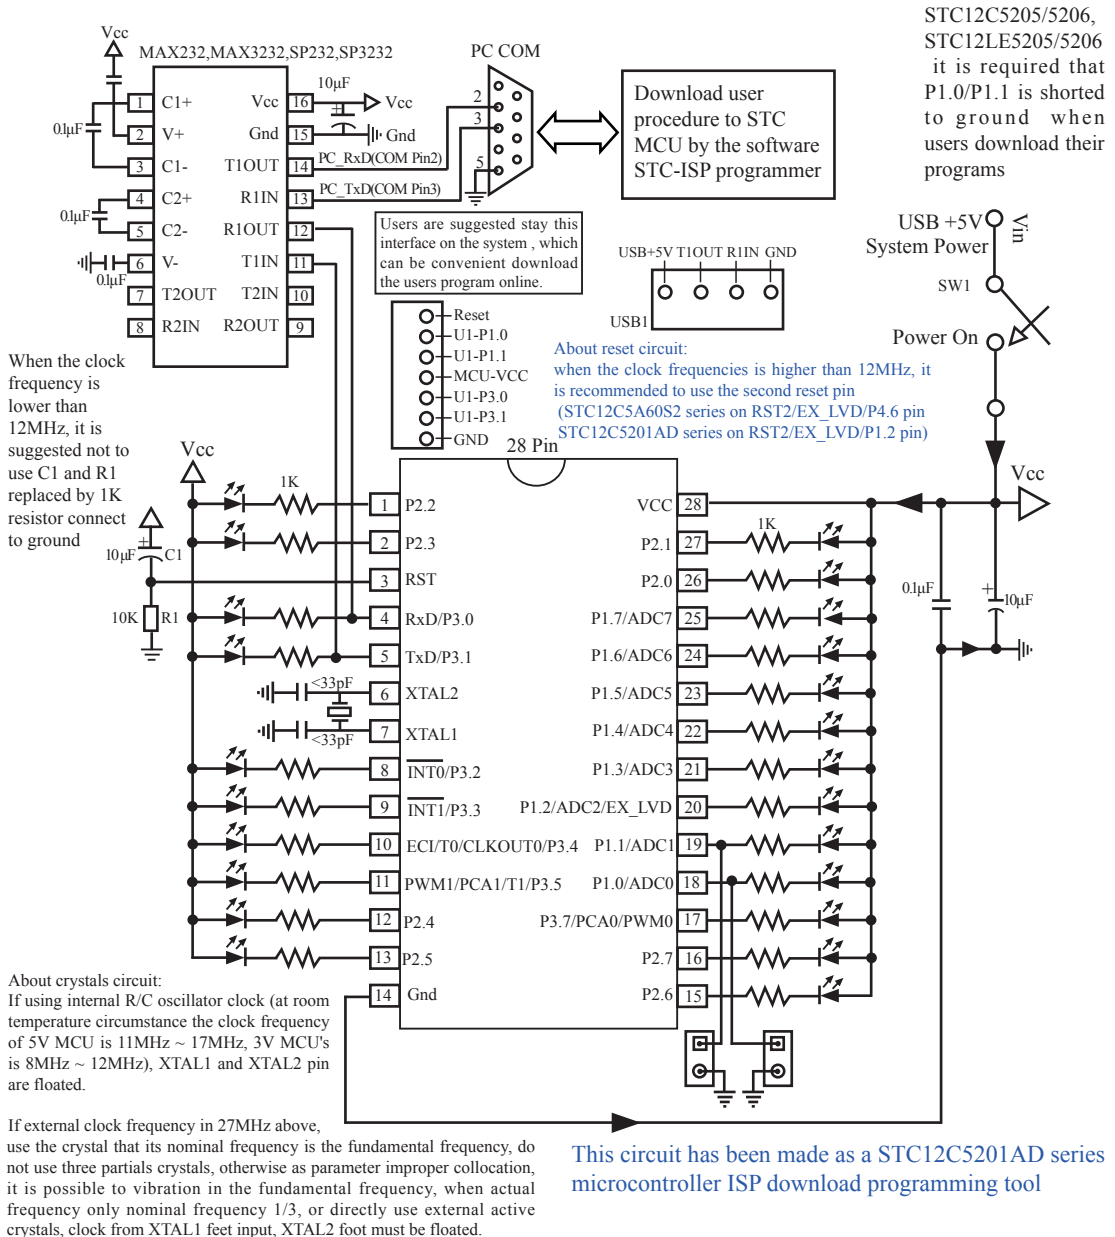 STC12C5205/5206,
STC12LE5205/5206
it is required that
P1.0/P1.1 is shorted
to ground when
users download their
programs
Vcc
MAX232,MAX3232,SP232,SP3232
PC COM
10μF
1 C1+ Vcc 16 Vcc
0.1μF
2 V+ Gnd 15 Gnd
3 C1- T1OUT 14 PC_RxD(COM Pin2)
4 C2+ R1IN 13 PC_TxD(COM Pin3)
0.1μF
5 C2- R1OUT 12
6 V- T1IN 11
0.1μF
7 T2OUT T2IN 10
8 R2IN R2OUT 9
2
3
5
Download user
procedure to STC
MCU by the software
STC-ISP programmer
Users are suggested stay this
interface on the system , which
can be convenient download
the users program online.
USB+5V T1OUT R1IN GND
USB1
USB +5V
System Power
Vin
SW1
Power On
Vcc
Reset
U1-P1.0
U1-P1.1
MCU-VCC
U1-P3.0
U1-P3.1
GND
About reset circuit:
when the clock frequencies is higher than 12MHz, it
is recommended to use the second reset pin
(STC12C5A60S2 series on RST2/EX_LVD/P4.6 pin
STC12C5201AD series on RST2/EX_LVD/P1.2 pin)
When the clock
frequency is
lower than
12MHz, it is
suggested not to
use C1 and R1
replaced by 1K
resistor connect
to ground
Vcc
+
10μF C1
10K R1
28 Pin
1K
1 P2.2 VCC 28
2 P2.3 P2.1 27
1K
3 RST P2.0 26
4 RxD/P3.0 P1.7/ADC7 25
5 TxD/P3.1 P1.6/ADC6 24
<33pF
6 XTAL2 P1.5/ADC5 23
7 XTAL1 P1.4/ADC4 22
<33pF
8 INT0/P3.2 P1.3/ADC3 21
9 INT1/P3.3 P1.2/ADC2/EX_LVD 20
10 ECI/T0/CLKOUT0/P3.4 P1.1/ADC1 19
11 PWM1/PCA1/T1/P3.5 P1.0/ADC0 18
12 P2.4 P3.7/PCA0/PWM0 17
13 P2.5 P2.7 16
14 Gnd P2.6 15
0.1μF
+
10μF
About crystals circuit:
If using internal R/C oscillator clock (at room
temperature circumstance the clock frequency
of 5V MCU is 11MHz ~ 17MHz, 3V MCU's
is 8MHz ~ 12MHz), XTAL1 and XTAL2 pin
are floated.
If external clock frequency in 27MHz above,
use the crystal that its nominal frequency is the fundamental frequency, do
not use three partials crystals, otherwise as parameter improper collocation,
it is possible to vibration in the fundamental frequency, when actual
frequency only nominal frequency 1/3, or directly use external active
crystals, clock from XTAL1 feet input, XTAL2 foot must be floated.
This circuit has been made as a STC12C5201AD series
microcontroller ISP download programming tool